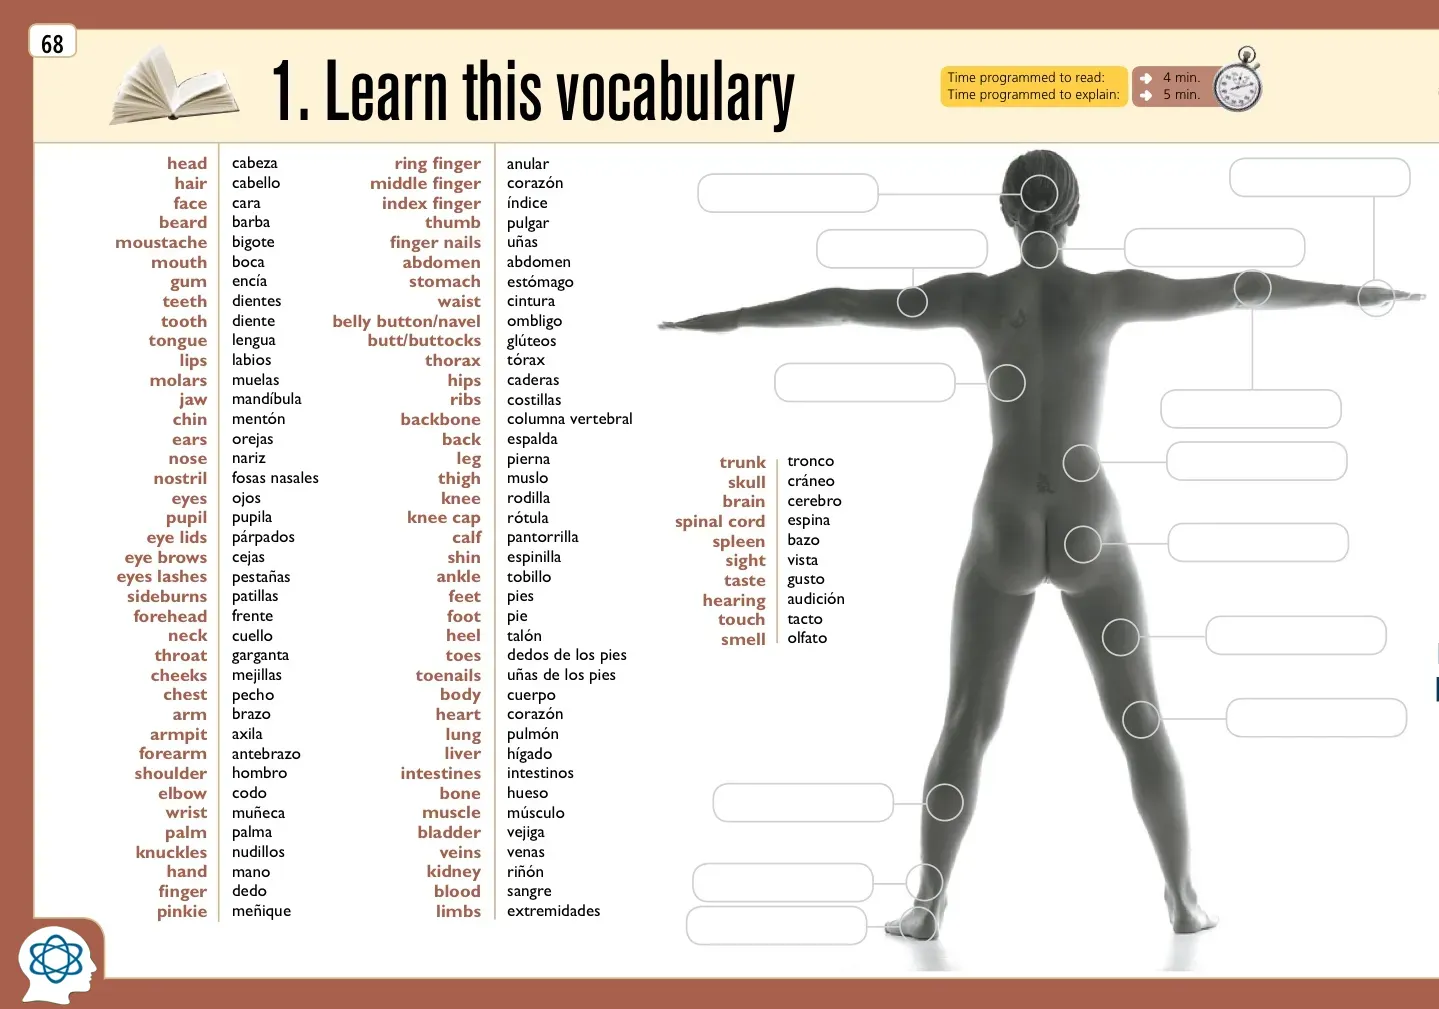 68
1. Learn this vocabulary
Time programmed to read: 4 min.
Time programmed to explain: 5 min.
head cabeza
hair cabello
face cara
beard barba
moustache bigote
mouth boca
gum encía
teeth dientes
tooth diente
tongue lengua
lips labios
molars muelas
jaw mandíbula
chin mentón
ears orejas
nose nariz
nostril fosas nasales
eyes ojos
pupil pupila
eye lids párpados
eye brows cejas
eyes lashes pestañas
sideburns patillas
forehead frente
neck cuello
throat garganta
cheeks mejillas
chest pecho
arm brazo
armpit axila
forearm antebrazo
shoulder hombro
elbow codo
wrist muñeca
palm palma
knuckles nudillos
hand mano
finger dedo
pinkie meñique
ring finger anular
middle finger corazón
index finger índice
thumb pulgar
finger nails uñas
abdomen abdomen
stomach estómago
waist cintura
belly button/navel ombligo
butt/buttocks glúteos
thorax tórax
hips caderas
ribs costillas
backbone columna vertebral
back espalda
leg pierna
thigh muslo
knee rodilla
knee cap rótula
calf pantorrilla
shin espinilla
ankle tobillo
feet pies
foot pie
heel talón
toes dedos de los pies
toenails uñas de los pies
body cuerpo
heart corazón
lung pulmón
liver hígado
intestines intestinos
bone hueso
muscle músculo
bladder vejiga
veins venas
kidney riñón
blood sangre
limbs extremidades
trunk tronco
skull cráneo
brain cerebro
spinal cord espina
spleen bazo
sight vista
taste gusto
hearing audición
touch tacto
smell olfato